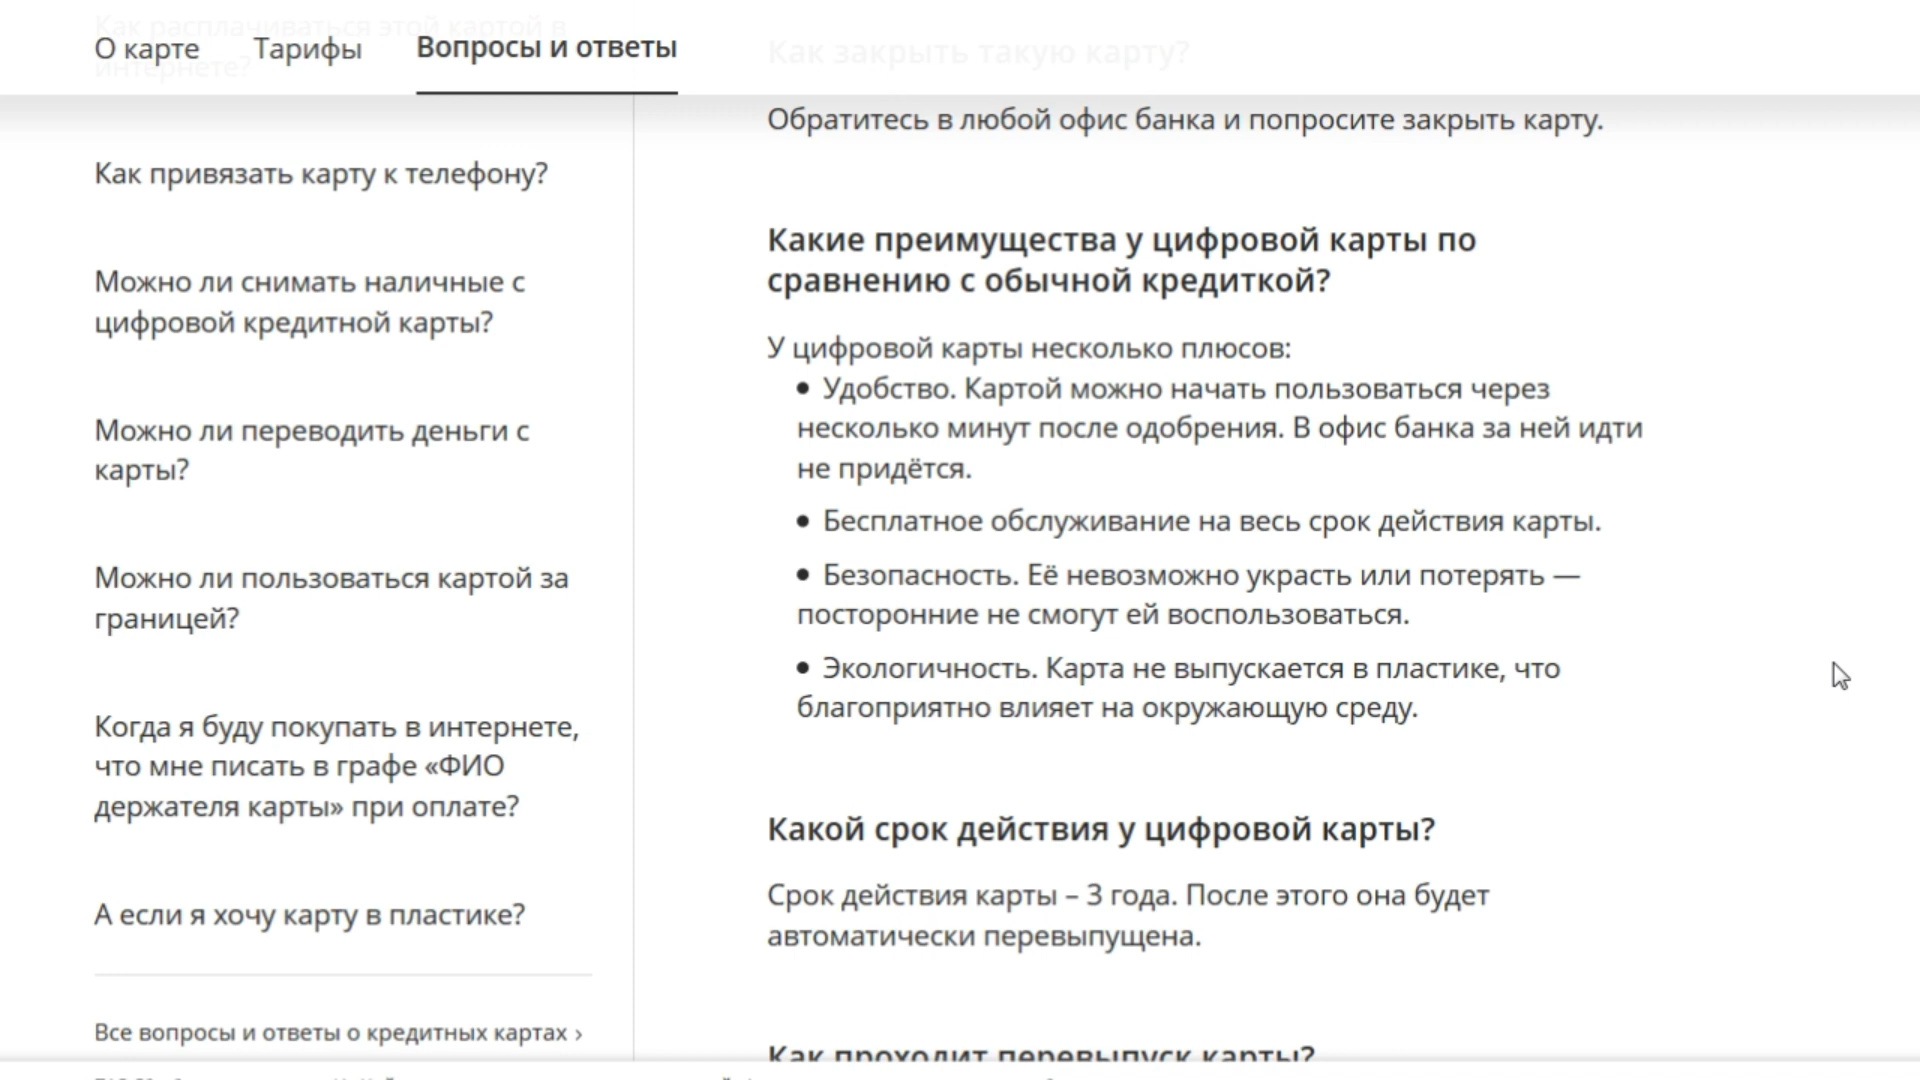 Как расплачиваться этой картой в
интернете?
О карте Тарифы Вопросы и ответы
Как привязать карту к телефону?
Можно ли снимать наличные с
цифровой кредитной карты?
Можно ли переводить деньги с
карты?
Можно ли пользоваться картой за
границей?
Когда я буду покупать в интернете,
что мне писать в графе «ФИО
держателя карты» при оплате?
А если я хочу карту в пластике?
Все вопросы и ответы о кредитных картах ›
Как закрыть такую карту?
Обратитесь в любой офис банка и попросите закрыть карту.
Какие преимущества у цифровой карты по
сравнению с обычной кредиткой?
У цифровой карты несколько плюсов:
• Удобство. Картой можно начать пользоваться через
несколько минут после одобрения. В офис банка за ней идти
не придётся.
• Бесплатное обслуживание на весь срок действия карты.
• Безопасность. Её невозможно украсть или потерять —
посторонние не смогут ей воспользоваться.
• Экологичность. Карта не выпускается в пластике, что
благоприятно влияет на окружающую среду.
Какой срок действия у цифровой карты?
Срок действия карты – 3 года. После этого она будет
автоматически перевыпущена.
Как проходит перевыпуск карты?